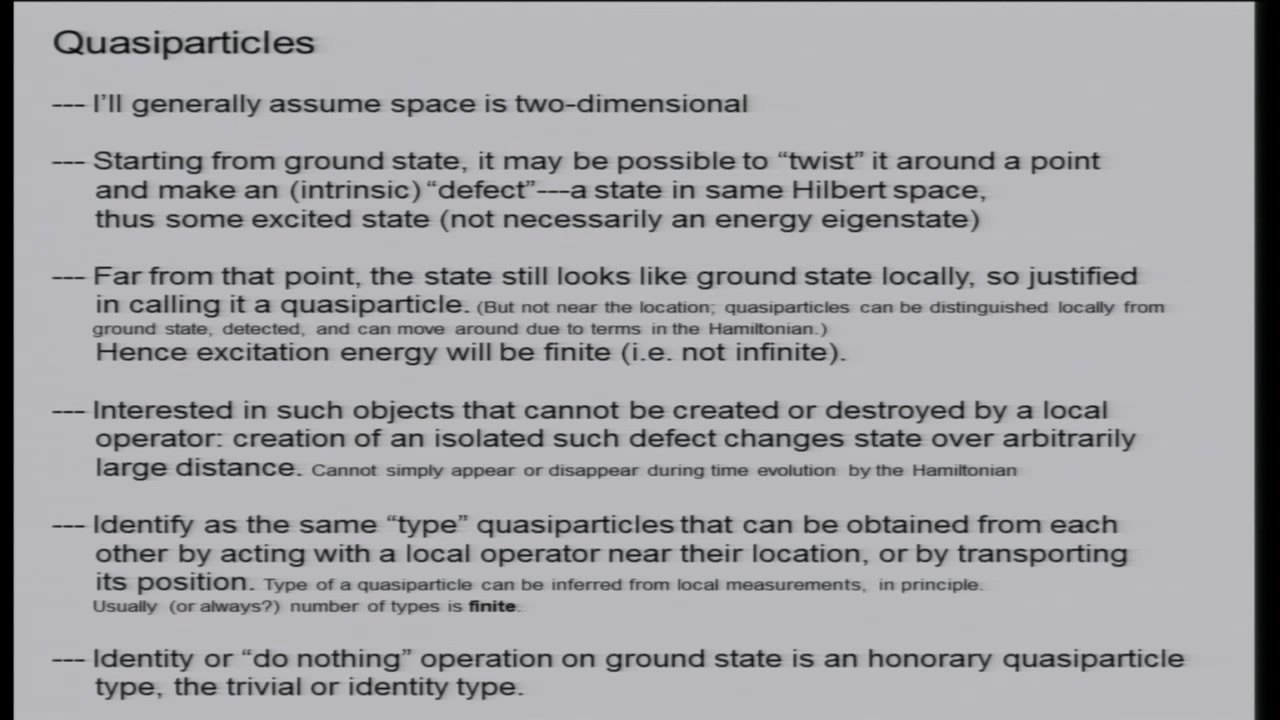 Quasiparticles
--- I'll generally assume space is two-dimensional
--- Starting from ground state, it may be possible to “twist” it around a point
and make an (intrinsic) “defect”---a state in same Hilbert space,
thus some excited state (not necessarily an energy eigenstate)
--- Far from that point, the state still looks like ground state locally, so justified
in calling it a quasiparticle. (But not near the location; quasiparticles can be distinguished locally from
ground state, detected, and can move around due to terms in the Hamiltonian.)
Hence excitation energy will be finite (i.e. not infinite).
--- Interested in such objects that cannot be created or destroyed by a local
operator: creation of an isolated such defect changes state over arbitrarily
large distance. Cannot simply appear or disappear during time evolution by the Hamiltonian
--- Identify as the same “type” quasiparticles that can be obtained from each
other by acting with a local operator near their location, or by transporting
its position. Type of a quasiparticle can be inferred from local measurements, in principle.
Usually (or always?) number of types is finite.
--- Identity or “do nothing” operation on ground state is an honorary quasiparticle
type, the trivial or identity type.